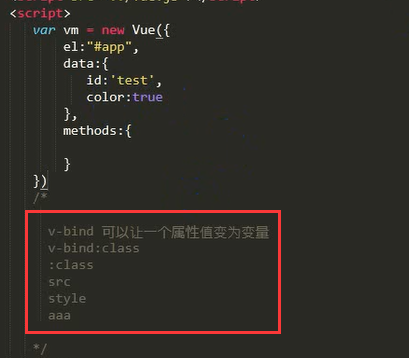 <script>
var vm = new Vue({
el:"#app",
data:{
id:'test',
color:true
},
methods:{
}
})
/*
v-bind 可以让一个属性值变为变量
v-bind:class
:class
src
style
aaa
*/